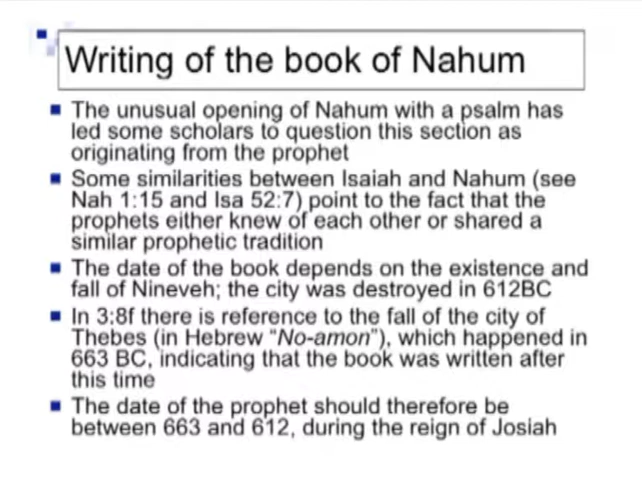 Writing of the book of Nahum
The unusual opening of Nahum with a psalm has
led some scholars to question this section as
originating from the prophet
Some similarities between Isaiah and Nahum (see
Nah 1:15 and Isa 52:7) point to the fact that the
prophets either knew of each other or shared a
similar prophetic tradition
The date of the book depends on the existence and
fall of Nineveh; the city was destroyed in 612BC
In 3:8f there is reference to the fall of the city of
Thebes (in Hebrew "No-amon"), which happened in
663 BC, indicating that the book was written after
this time
The date of the prophet should therefore be
between 663 and 612, during the reign of Josiah